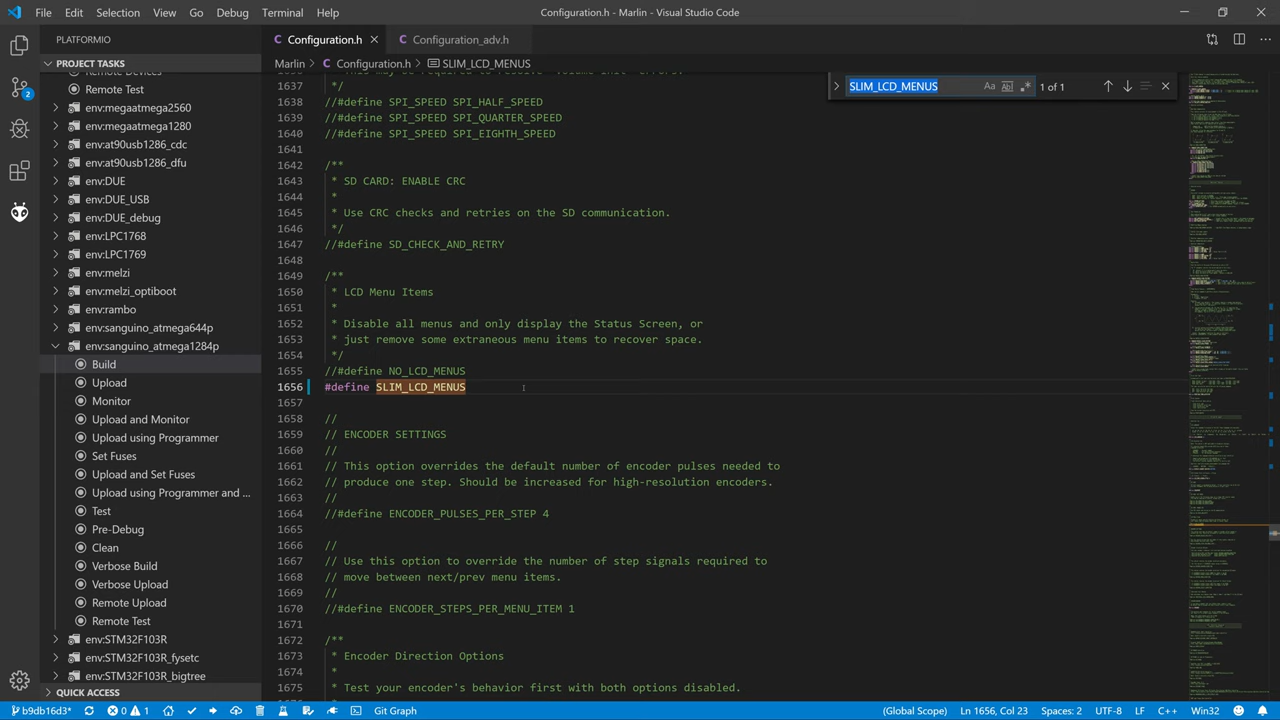 File Edit Selection View Go Debug Terminal Help
Configuration.h - Marlin - Visual Studio Code
PLATFORMIO
PROJECT TASKS
Remote Devices
Remote Test
env:megaatmega2560
env:megaatmega1280
env:at90usb1286_cdc
env:at90usb1286_dfu
env:DUE
env:DUE_USB
env:DUE_debug
env:LPC1768
env:LPC1769
env:melzi
env:melzi_optiboot
env:rambo
env:sanguino_atmega644p
env:sanguino_atmega1284p
Build
Upload
Monitor
Upload and Monitor
Upload using Programmer
Set Fuses
Upload and Set Fuses
Upload using Programmer and ...
Test
Pre-Debug
Clean
Verbose Build
Verbose Upload
Remote Upload
Remote Test
env:STM32F103R
env:STM32F103_fysetc
env:STM32F103_bigtree
QUICK ACCESS
Configuration.h
Configuration_adv.h
Marlin > Configuration.h > SLIM_LCD_MENUS
SLIM_LCD_MENUS Aa 1 of 1
1637 */
1638 //#define SPI_SPEED SPI_HALF_SPEED
1639 //#define SPI_SPEED SPI_QUARTER_SPEED
1640 //#define SPI_SPEED SPI_EIGHTH_SPEED
1641
1642 /**
1643 * SD CARD: ENABLE CRC
1644 *
1645 * Use CRC checks and retries on the SD communication.
1646 */
1647 //#define SD_CHECK_AND_RETRY
1648
1649 /**
1650 * LCD Menu Items
1651 *
1652 * Disable all menus and only display the Status Screen, or
1653 * just remove some extraneous menu items to recover space.
1654 */
1655 //#define NO_LCD_MENUS
1656 #define SLIM_LCD_MENUS
1657
1658 //
1659 // ENCODER SETTINGS
1660 //
1661 // This option overrides the default number of encoder pulses needed to
1662 // produce one step. Should be increased for high-resolution encoders.
1663 //
1664 //#define ENCODER_PULSES_PER_STEP 4
1665
1666 //
1667 // Use this option to override the number of step signals required to
1668 // move between next/prev menu items.
1669 //
1670 //#define ENCODER_STEPS_PER_MENU_ITEM 1
1671
1672 /**
1673 * Encoder Direction Options
1674 *
1675 * Test your encoder's behavior first with both options disabled.
2
b9db16d3* 0 1 Git Graph (Global Scope) Ln 1656, Col 23 Spaces: 2 UTF-8 LF C++ Win32